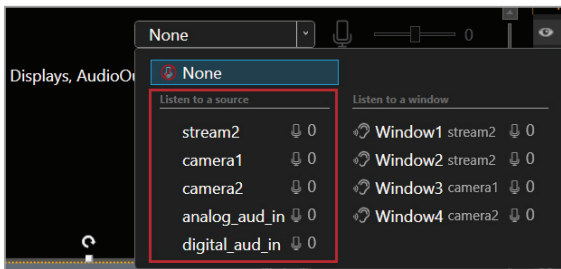 None 0
Displays, AudioOu
None
Listen to a source Listen to a window
stream2 0 Window1 stream2 0
camera1 0 Window2 stream2 0
camera2 0 Window3 camera1 0
analog_aud_in 0 Window4 camera2 0
digital_aud_in 0